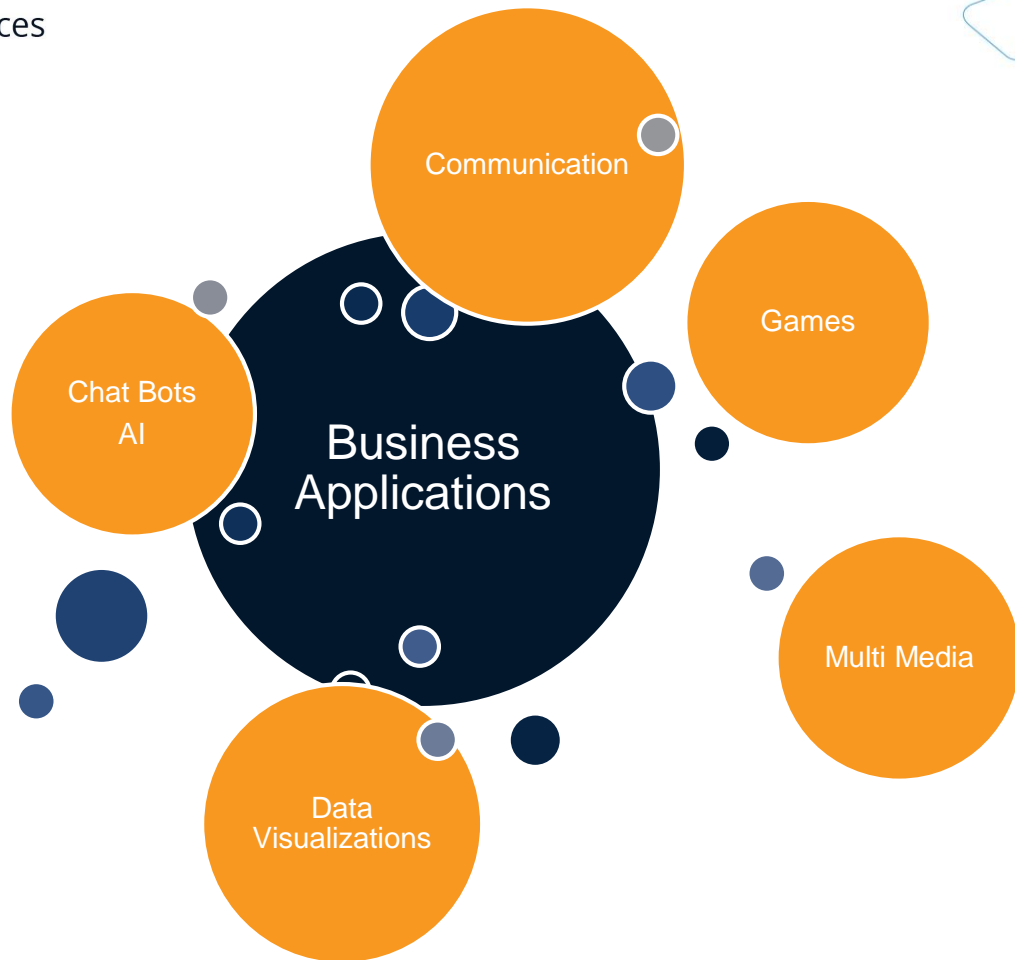 ces
Communication
Games
Chat Bots
AI
Business
Applications
Multi Media
Data
Visualizations